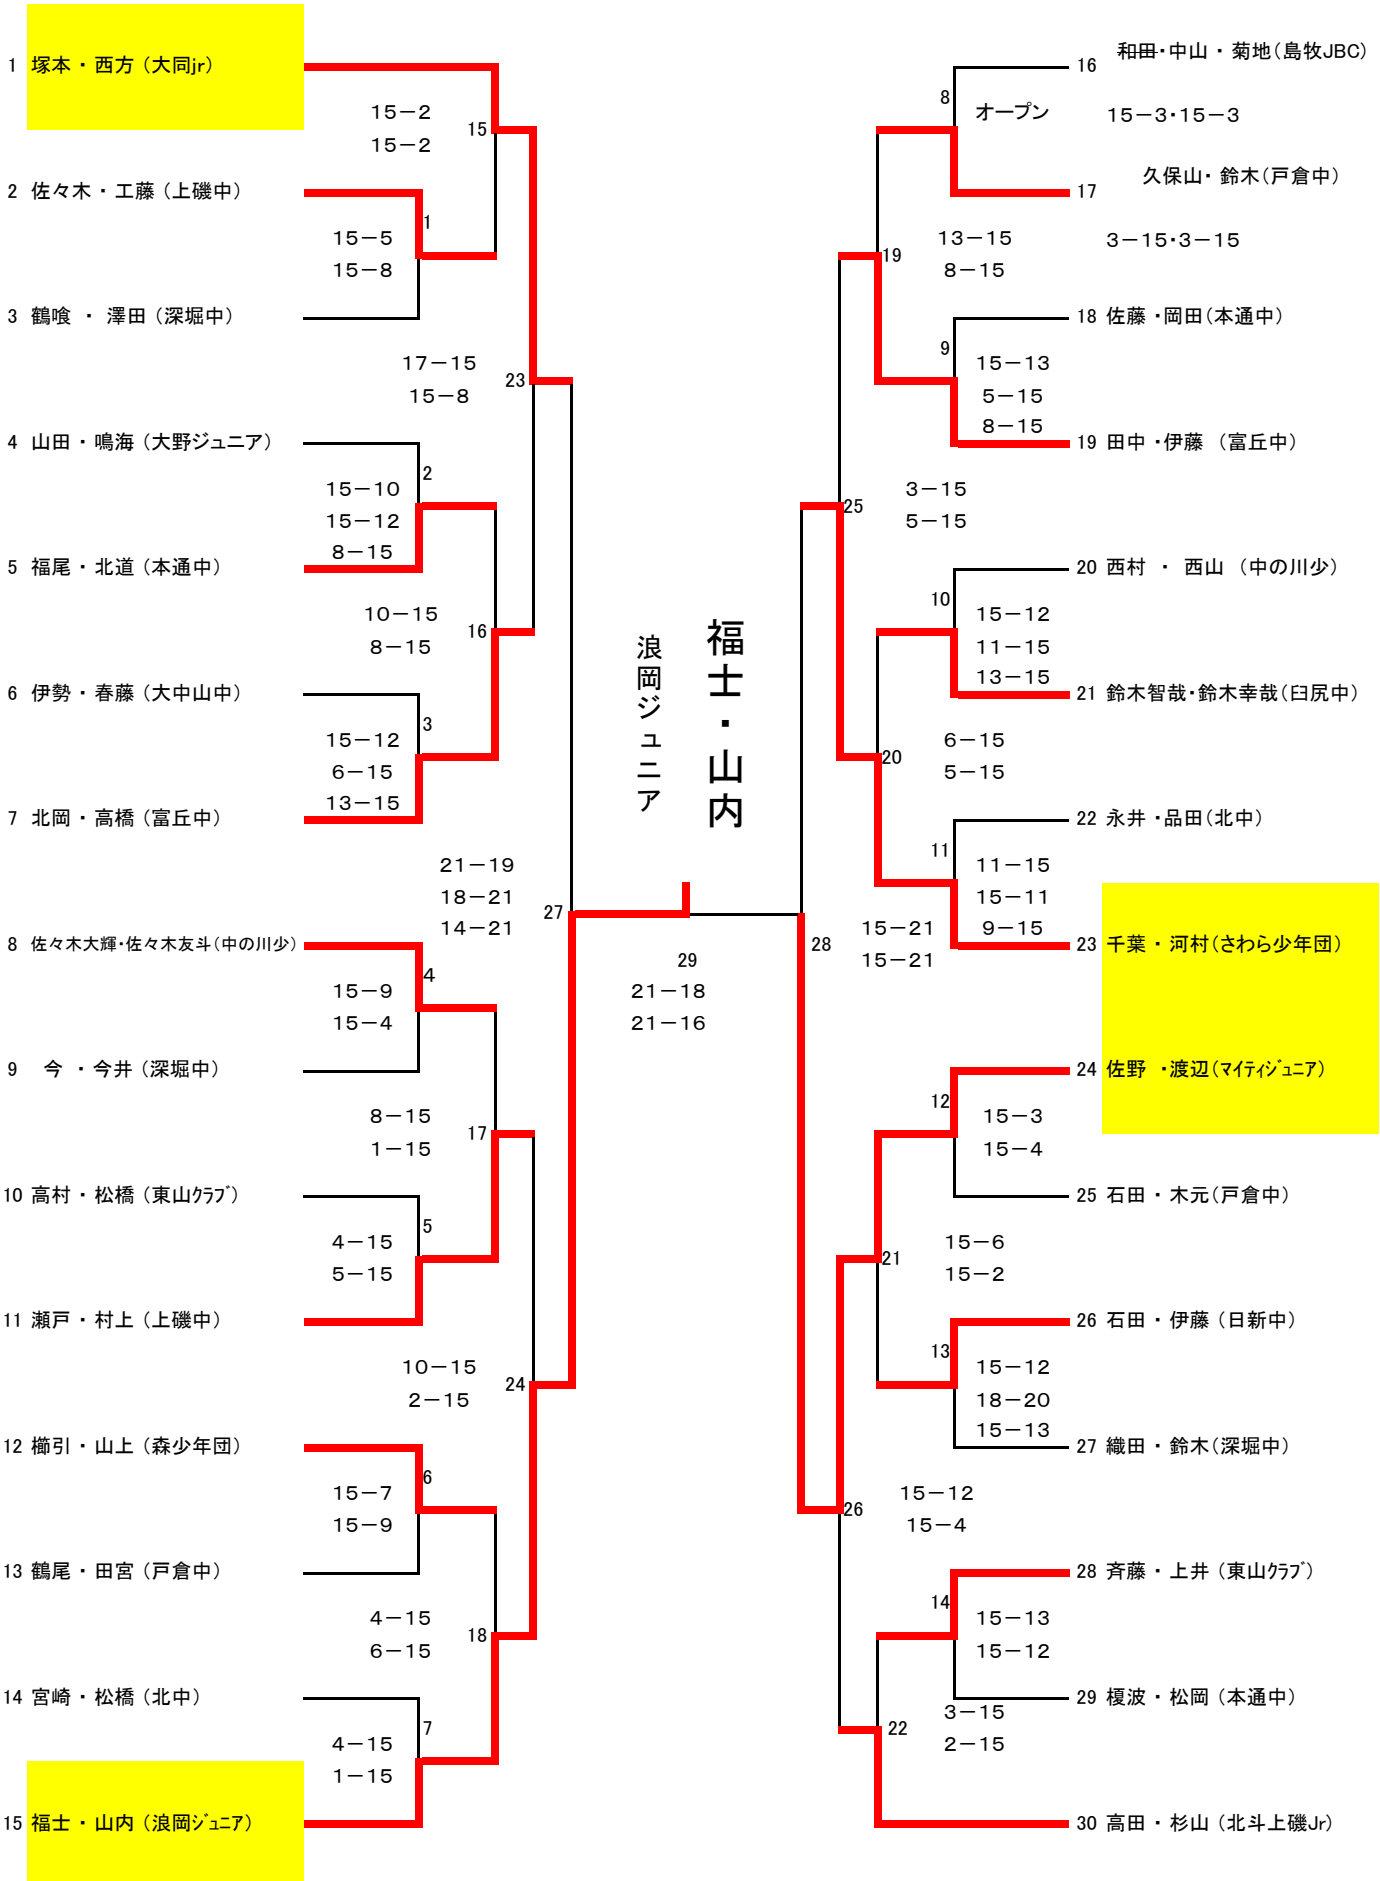 1 塚本・西方（大同jr）
15－2
15－2
15
2 佐々木・工藤（上磯中）
1
15－5
15－8
3 鶴喰 ・ 澤田（深堀中）
17－15
15－8
23
4 山田・鳴海（大野ジュニア）
2
15－10
15－12
8－15
5 福尾・北道（本通中）
10－15
8－15
16
6 伊勢・春藤（大中山中）
3
15－12
6－15
13－15
7 北岡・高橋（富丘中）
21－19
18－21
14－21
27
8 佐々木大輝・佐々木友斗（中の川少）
4
15－9
15－4
9 今 ・今井（深堀中）
8－15
1－15
17
10 高村・松橋（東山ｸﾗﾌﾞ）
5
4－15
5－15
11 瀬戸・村上（上磯中）
10－15
2－15
24
12 櫛引・山上（森少年団）
6
15－7
15－9
13 鶴尾・田宮（戸倉中）
4－15
6－15
18
14 宮崎・松橋（北中）
7
4－15
1－15
15 福士・山内（浪岡ｼﾞｭﾆｱ）
福士・山内
浪岡ジュニア
29
21－18
21－16
16 和田・中山・菊地（島牧JBC）
8
オープン
15－3・15－3
17 久保山・鈴木（戸倉中）
3－15・3－15
13－15
8－15
19
18 佐藤・岡田（本通中）
9
15－13
5－15
8－15
19 田中・伊藤 （富丘中）
3－15
5－15
25
20 西村 ・ 西山 （中の川少）
10
15－12
11－15
13－15
21 鈴木智哉・鈴木幸哉（臼尻中）
6－15
5－15
20
22 永井・品田（北中）
11
11－15
15－11
9－15
23 千葉・河村（さわら少年団）
15－21
15－21
28
24 佐野 ・渡辺（ﾏｲﾃｨｼﾞｭﾆｱ）
12
15－3
15－4
25 石田・木元（戸倉中）
15－6
15－2
21
26 石田・伊藤（日新中）
13
15－12
18－20
15－13
27 織田・鈴木（深堀中）
15－12
15－4
26
28 斉藤・上井（東山ｸﾗﾌﾞ）
14
15－13
15－12
29 榎波・松岡（本通中）
3－15
2－15
22
30 高田・杉山（北斗上磯Jr）